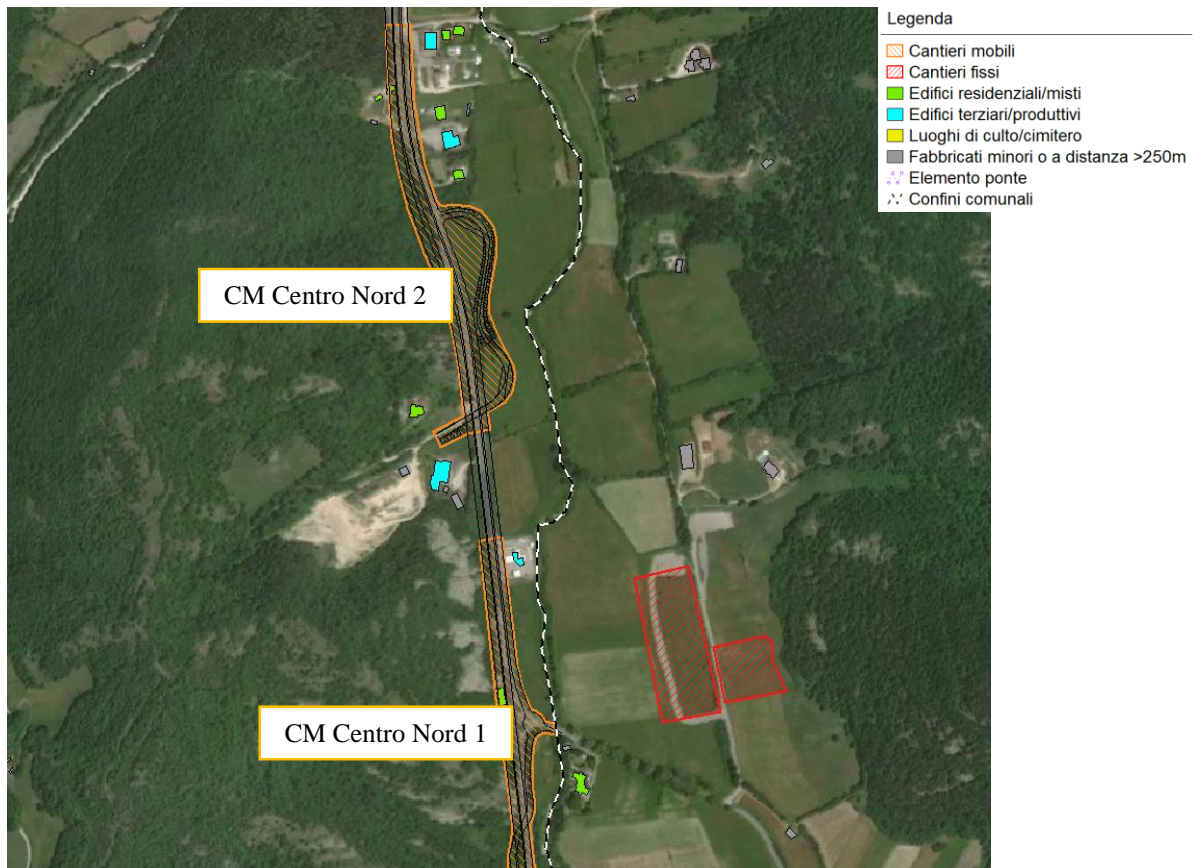 Legenda
Cantieri mobili
Cantieri fissi
Edifici residenziali/misti
Edifici terziari/produttivi
Luoghi di culto/cimitero
Fabbricati minori o a distanza >250m
Elemento ponte
Confini comunali
CM Centro Nord 2
CM Centro Nord 1